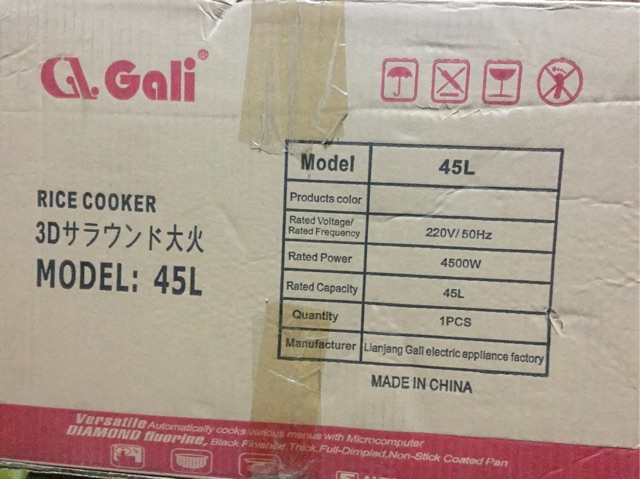 GL Gali®
RICE COOKER
3Dサラウンド大火
MODEL: 45L
Model 45L
Products color
Rated Voltage/
Rated Frequency 220V/50Hz
Rated Power 4500W
Rated Capacity 45L
Quantity 1PCS
Manufacturer Lianjang Gali electric appliance factory
MADE IN CHINA
Versatile Automatically cooks various menus with Microcomputer
DIAMOND fluorine, Black Finished Thick, Full-Dimpled, Non-Stick Coated Pan